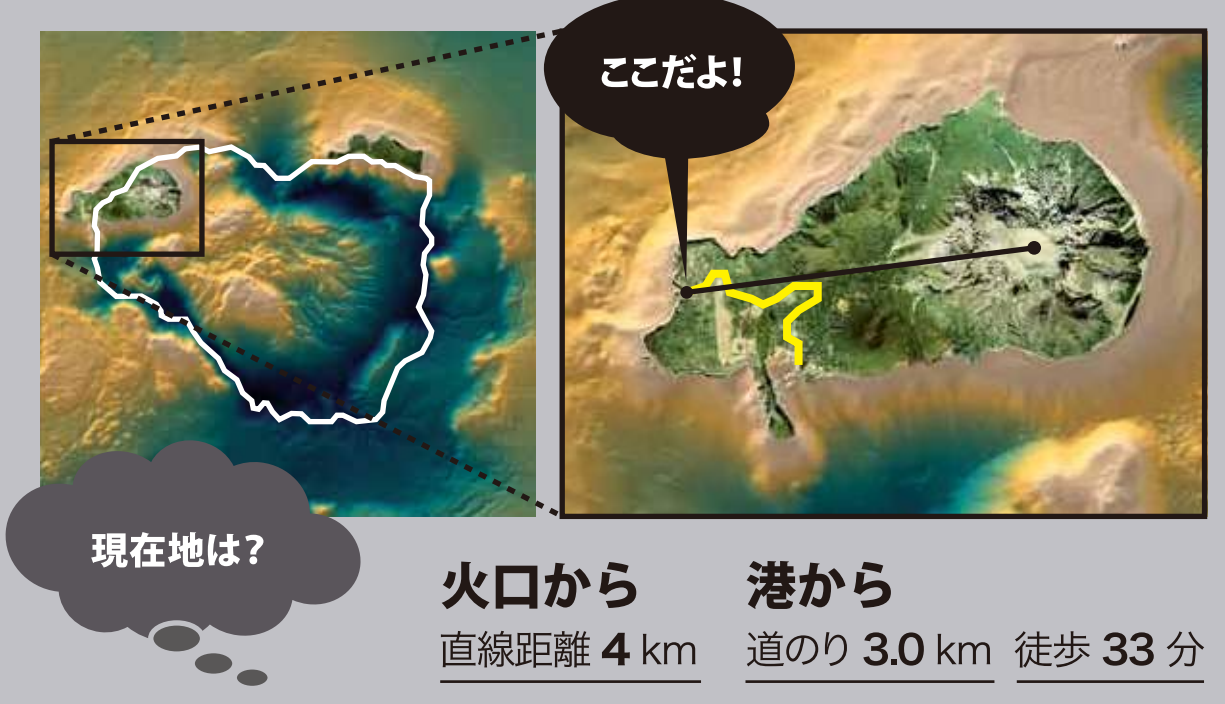 ここだよ!
現在地は?
火口から
直線距離 4 km
港から
道のり 3.0 km 徒歩 33 分